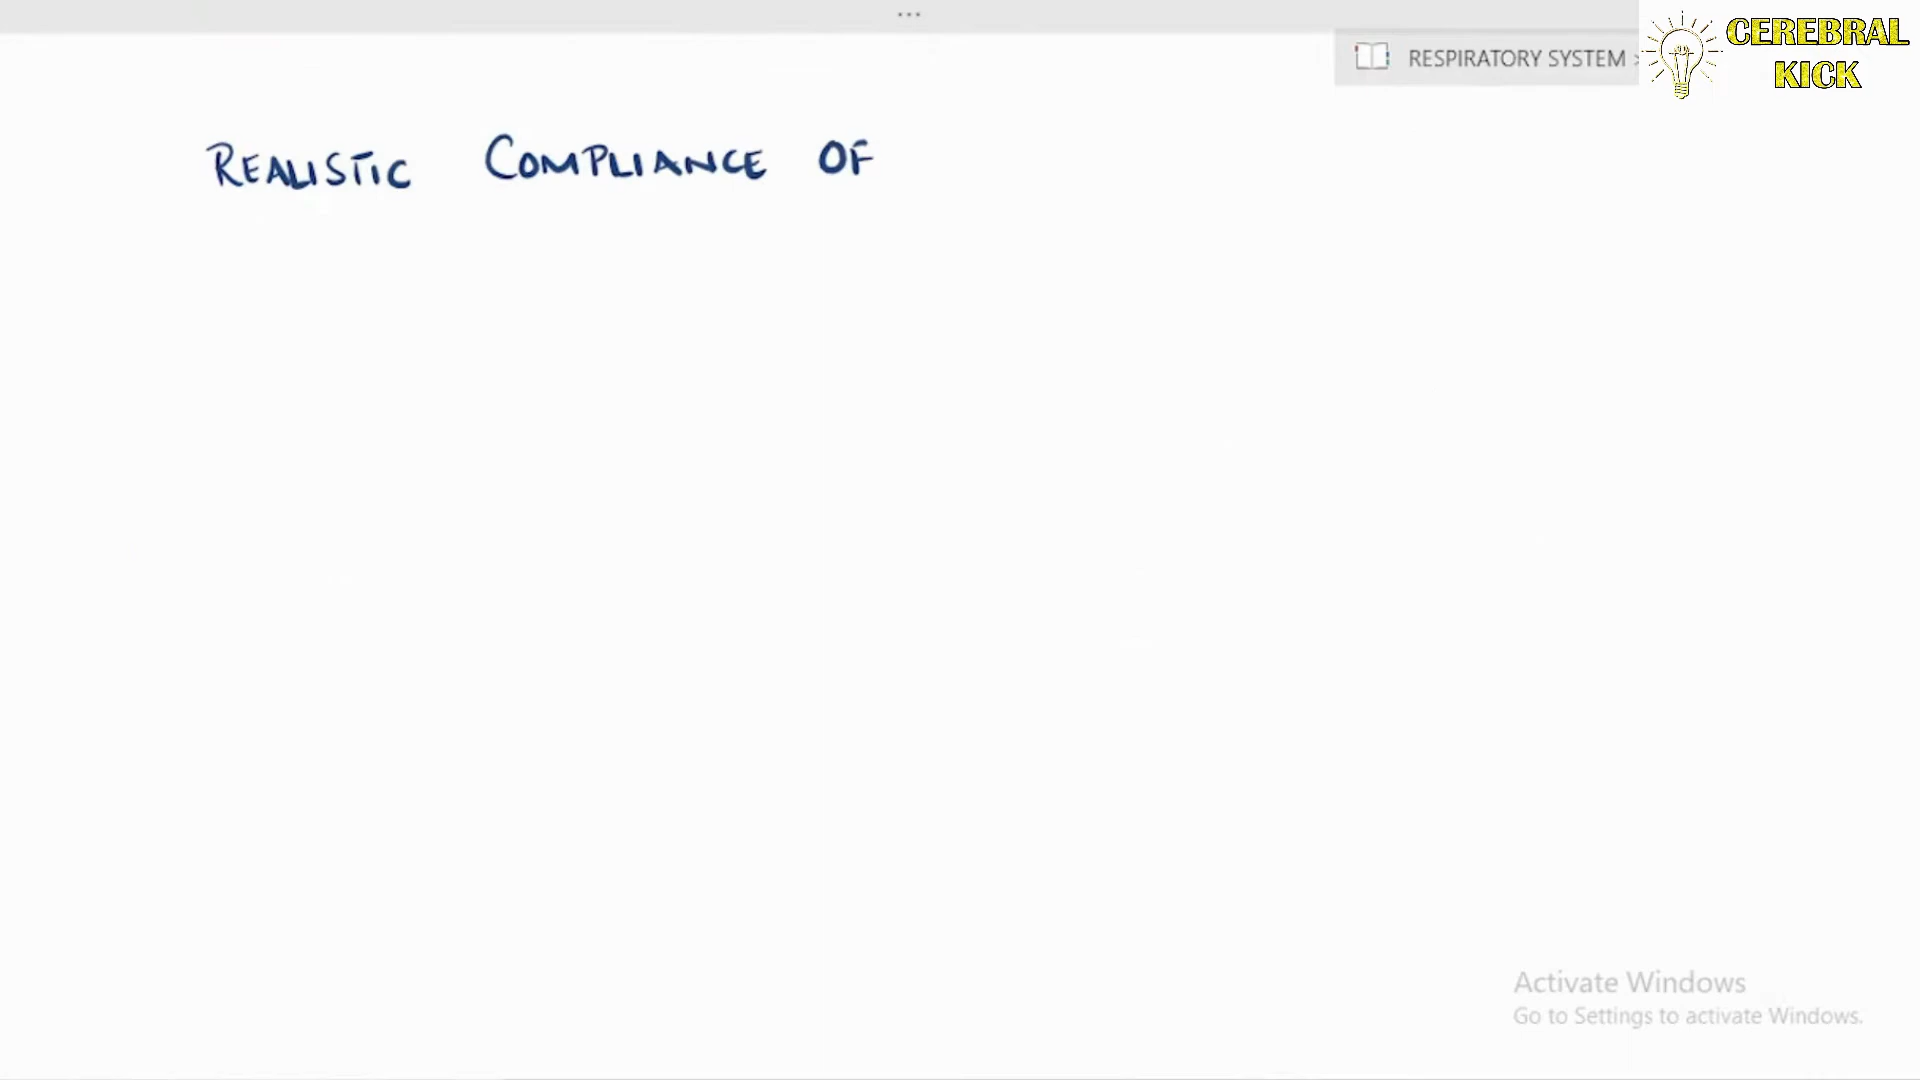 ...
RESPIRATORY SYSTEM >
CEREBRAL
KICK
REALISTIC COMPLIANCE OF
Activate Windows
Go to Settings to activate Windows.